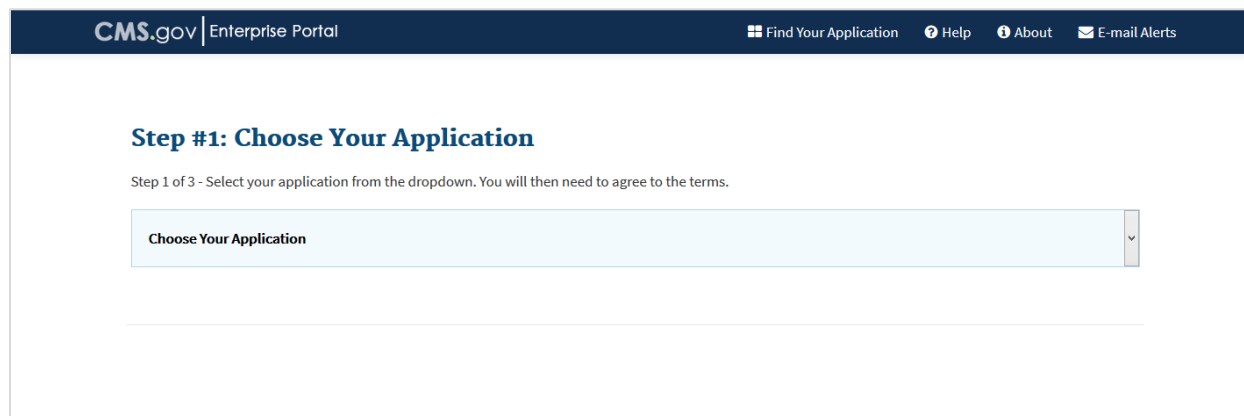 CMS.gov Enterprise Portal
Find Your Application Help About E-mail Alerts
Step #1: Choose Your Application
Step 1 of 3 - Select your application from the dropdown. You will then need to agree to the terms.
Choose Your Application